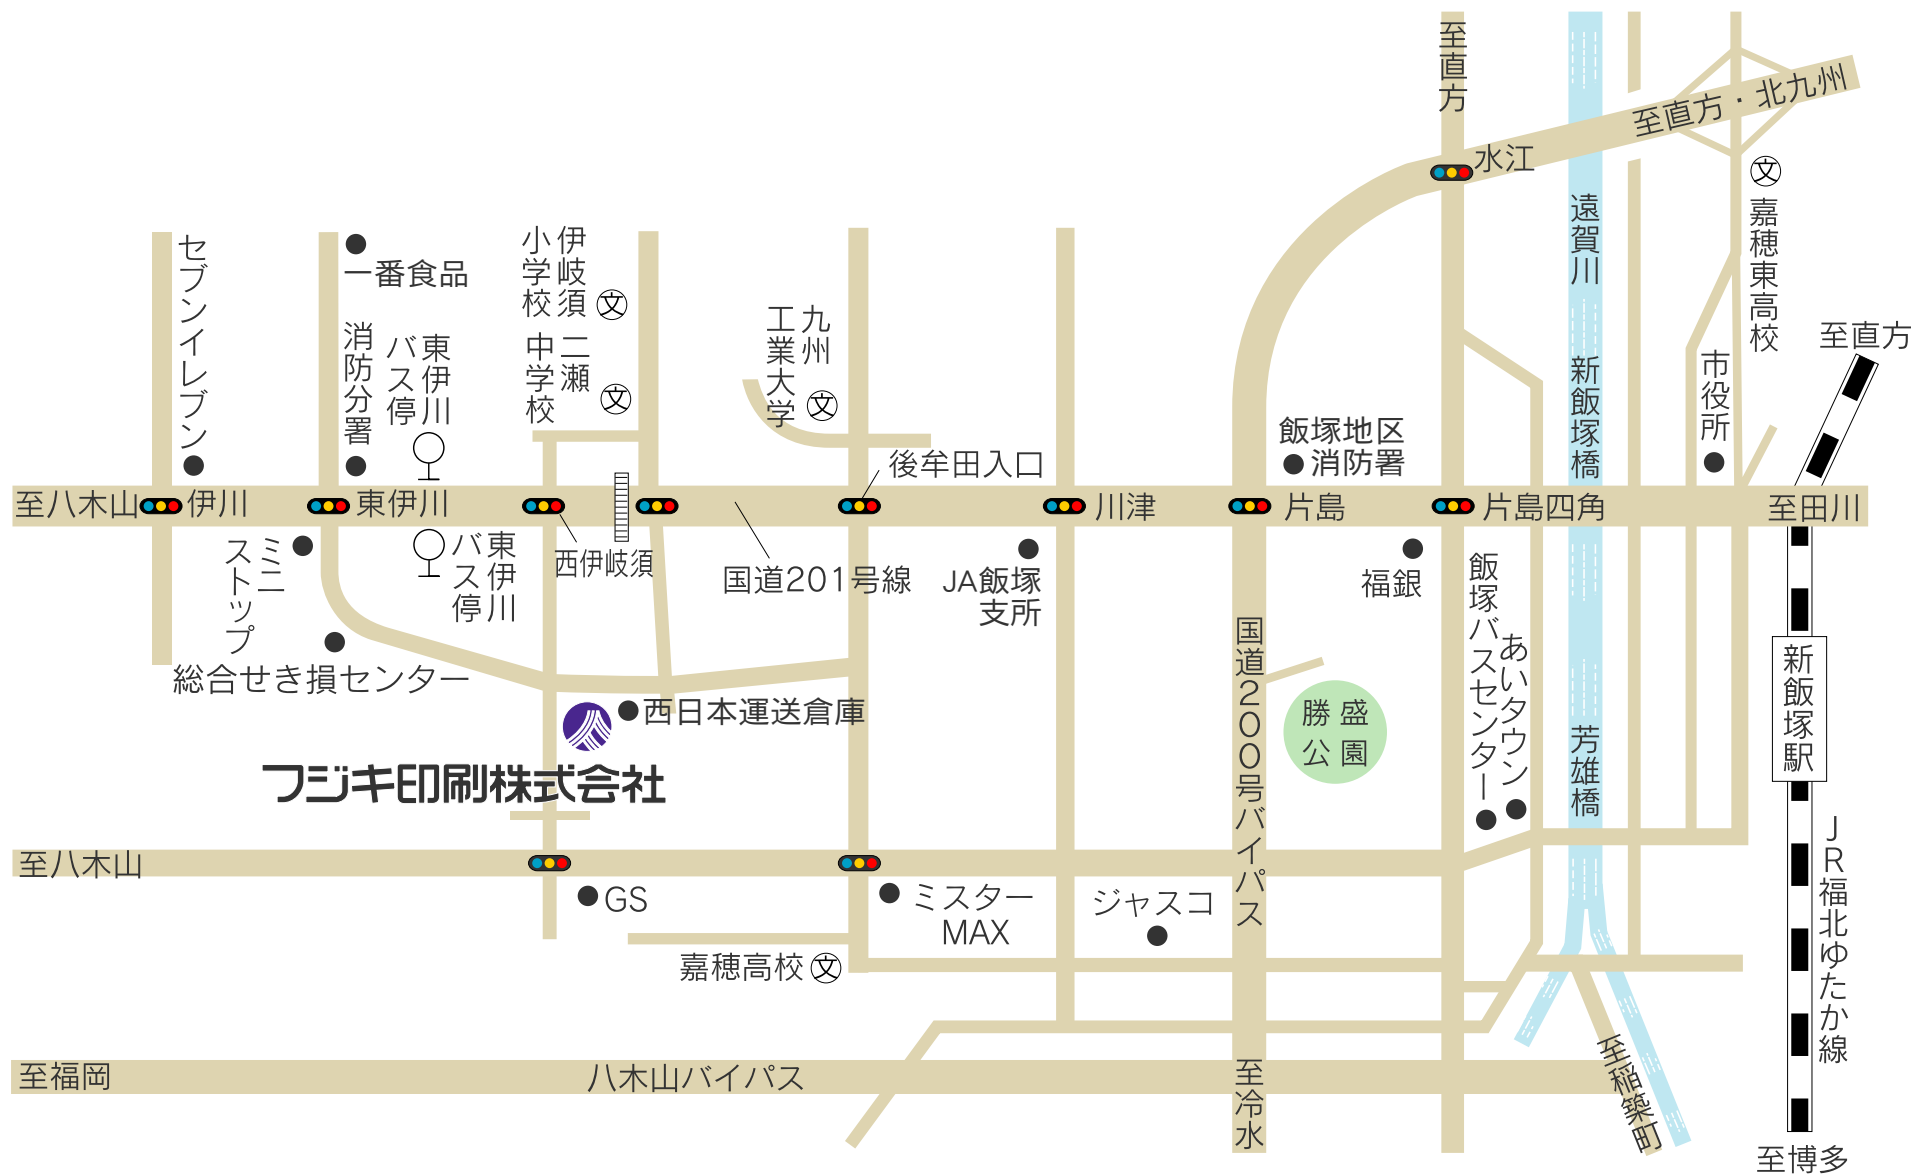 至直方
至直方・北九州
水江
文
嘉穂東高校
遠賀川
セブンイレブン
一番食品
消防分署
東伊川
バス停
伊岐須
小学校
文
二瀬
中学校
文
九州
工業大学
文
後牟田入口
飯塚地区
消防署
新飯塚橋
市役所
至直方
至八木山
伊川
東伊川
川津
片島
片島四角
至田川
ミニ
ストップ
東伊川
バス停
西伊岐須
国道201号線
JA飯塚
支所
福銀
飯塚バスセンター
あいタウン
国道200号バイパス
総合せき損センター
西日本運送倉庫
勝盛
公園
芳雄橋
新飯塚駅
フジキ印刷株式会社
至八木山
GS
ミスター
MAX
ジャスコ
嘉穂高校
文
JR福北ゆたか線
至福岡
八木山バイパス
至冷水
至稲築町
至博多